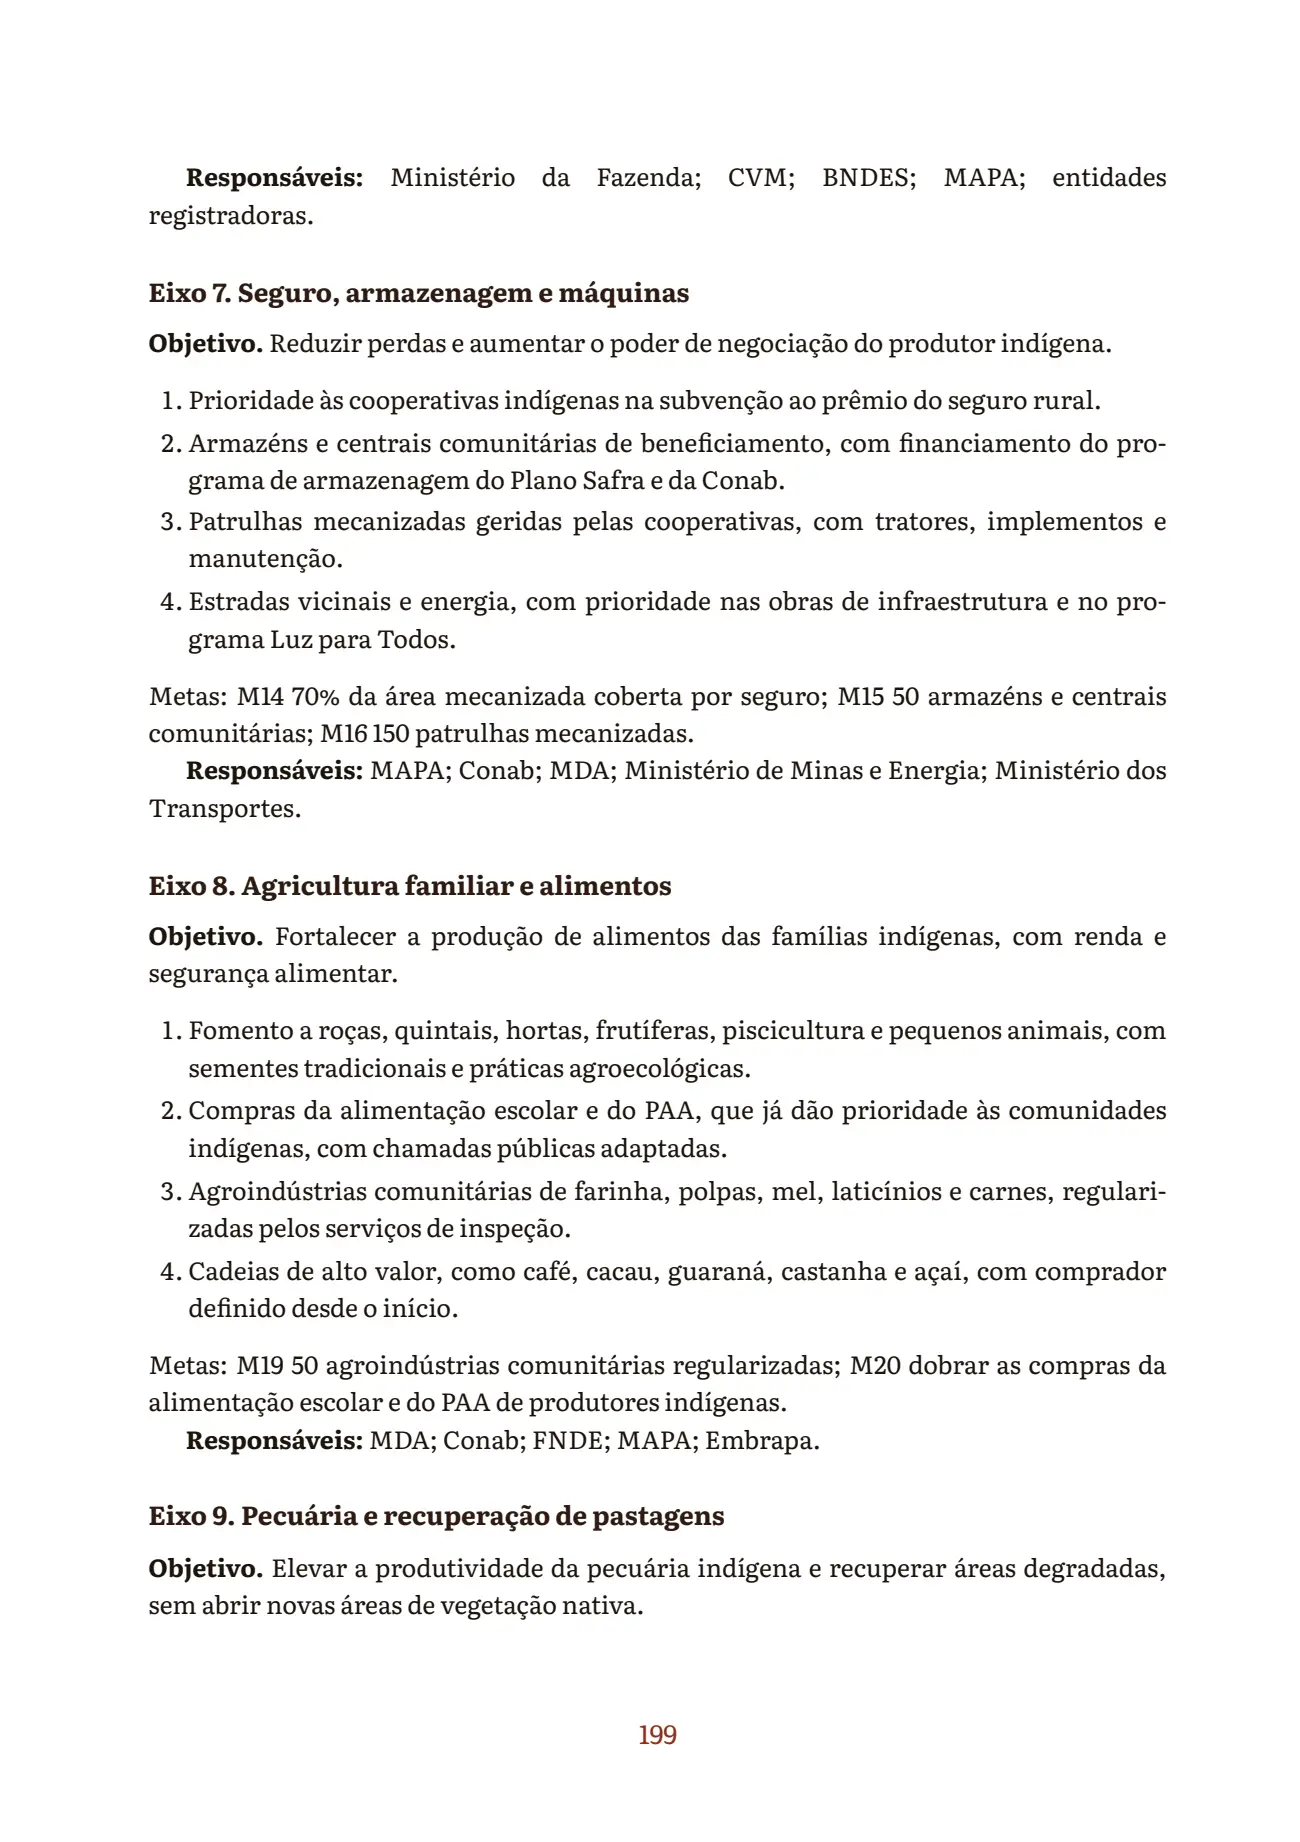 Responsáveis: Ministério da Fazenda; CVM; BNDES; MAPA; entidades
registradoras.
Eixo 7. Seguro, armazenagem e máquinas
Objetivo. Reduzir perdas e aumentar o poder de negociação do produtor indígena.
1. Prioridade às cooperativas indígenas na subvenção ao prêmio do seguro rural.
2. Armazéns e centrais comunitárias de beneficiamento, com financiamento do pro-
grama de armazenagem do Plano Safra e da Conab.
3. Patrulhas mecanizadas geridas pelas cooperativas, com tratores, implementos e
manutenção.
4. Estradas vicinais e energia, com prioridade nas obras de infraestrutura e no pro-
grama Luz para Todos.
Metas: M14 70% da área mecanizada coberta por seguro; M15 50 armazéns e centrais
comunitárias; M16 150 patrulhas mecanizadas.
Responsáveis: MAPA; Conab; MDA; Ministério de Minas e Energia; Ministério dos
Transportes.
Eixo 8. Agricultura familiar e alimentos
Objetivo. Fortalecer a produção de alimentos das famílias indígenas, com renda e
segurança alimentar.
1. Fomento a roças, quintais, hortas, frutíferas, piscicultura e pequenos animais, com
sementes tradicionais e práticas agroecológicas.
2. Compras da alimentação escolar e do PAA, que já dão prioridade às comunidades
indígenas, com chamadas públicas adaptadas.
3. Agroindústrias comunitárias de farinha, polpas, mel, laticínios e carnes, regulari-
zadas pelos serviços de inspeção.
4. Cadeias de alto valor, como café, cacau, guaraná, castanha e açaí, com comprador
definido desde o início.
Metas: M19 50 agroindústrias comunitárias regularizadas; M20 dobrar as compras da
alimentação escolar e do PAA de produtores indígenas.
Responsáveis: MDA; Conab; FNDE; MAPA; Embrapa.
Eixo 9. Pecuária e recuperação de pastagens
Objetivo. Elevar a produtividade da pecuária indígena e recuperar áreas degradadas,
sem abrir novas áreas de vegetação nativa.
199